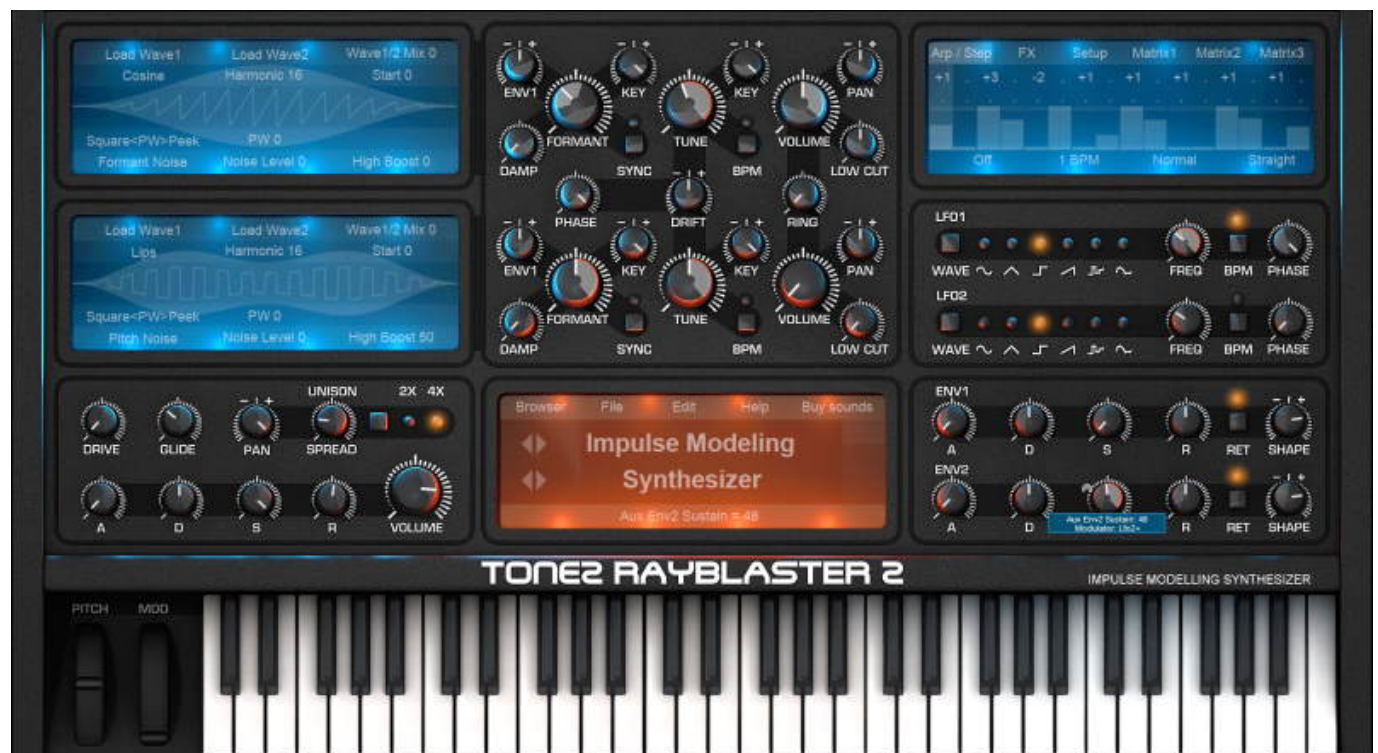 Load Wave1 Load Wave2 Wave1/2 Mix 0
Cosine Harmonic 16 Start 0
Square<PW>Peek PW 0
Formant Noise Noise Level 0 High Boost 0
Load Wave1 Load Wave2 Wave1/2 Mix 0
Lips Harmonic 16 Start 0
Square<PW>Peek PW 0
Pitch Noise Noise Level 0 High Boost 50
ENV1 KEY KEY PAN
FORMANT TUNE VOLUME
DAMP SYNC BPM LOW CUT
PHASE DRIFT RING
ENV1 KEY KEY PAN
FORMANT TUNE VOLUME
DAMP SYNC BPM LOW CUT
Arp / Step FX Setup Matrix1 Matrix2 Matrix3
+1 +3 -2 +1 +1 +1 +1
Off 1 BPM Normal Straight
LFO1
WAVE FREQ BPM PHASE
LFO2
WAVE FREQ BPM PHASE
UNISON 2X 4X
DRIVE GLIDE PAN SPREAD
A D S R VOLUME
Browser File Edit Help Buy sounds
Impulse Modeling
Synthesizer
Aux Env2 Sustain = 48
ENV1
A D S R RET SHAPE
ENV2
A D R RET SHAPE
Aux Env2 Sustain: 48
Modulator: Lfo2+
TONE2 RAYBLASTER 2
IMPULSE MODELLING SYNTHESIZER
PITCH MOD